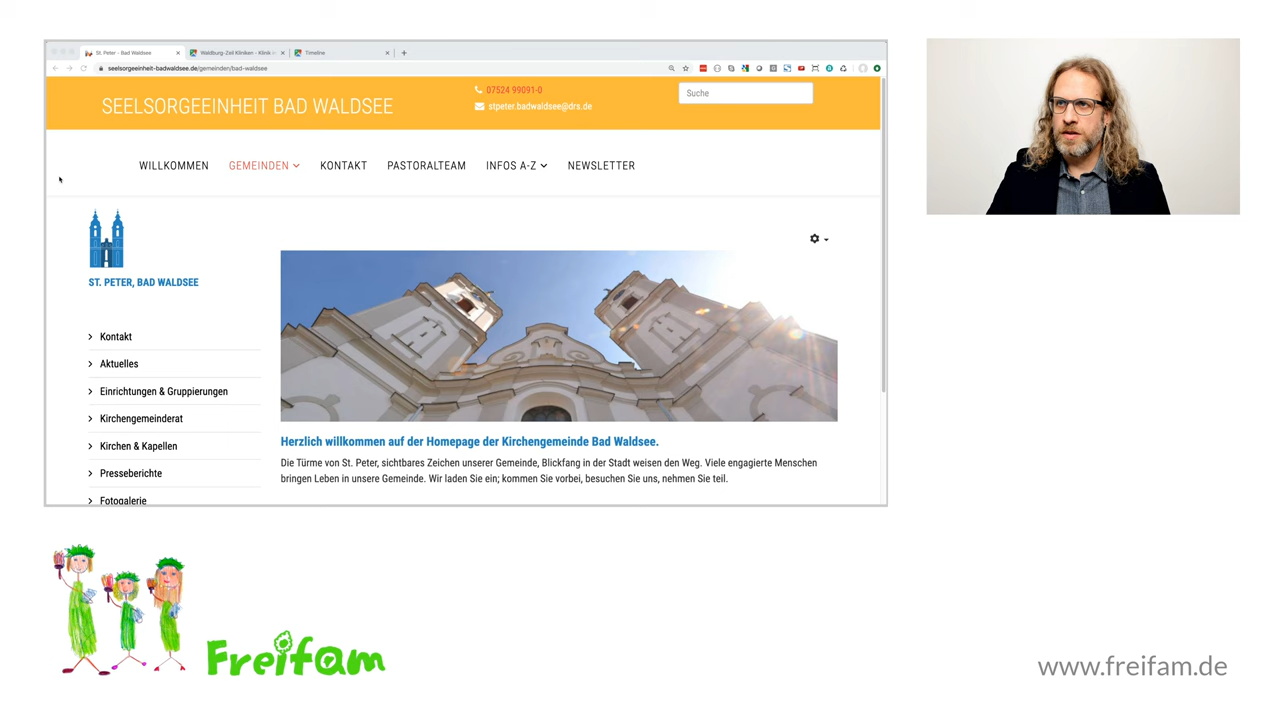 St. Peter - Bad Waldsee
Waldburg-Zeil Kliniken - Klinik
Timeline
seelsorgeeinheit-badwaldsee.de/gemeinden/bad-waldsee
SEELSORGEEINHEIT BAD WALDSEE
07524 99091-0
stpeter.badwaldsee@drs.de
Suche
WILLKOMMEN GEMEINDEN KONTAKT PASTORALTEAM INFOS A-Z NEWSLETTER
ST. PETER, BAD WALDSEE
Kontakt
Aktuelles
Einrichtungen & Gruppierungen
Kirchengemeinderat
Kirchen & Kapellen
Presseberichte
Fotogalerie
Herzlich willkommen auf der Homepage der Kirchengemeinde Bad Waldsee.
Die Türme von St. Peter, sichtbares Zeichen unserer Gemeinde, Blickfang in der Stadt weisen den Weg. Viele engagierte Menschen
bringen Leben in unsere Gemeinde. Wir laden Sie ein; kommen Sie vorbei, besuchen Sie uns, nehmen Sie teil.
Freifam
www.freifam.de